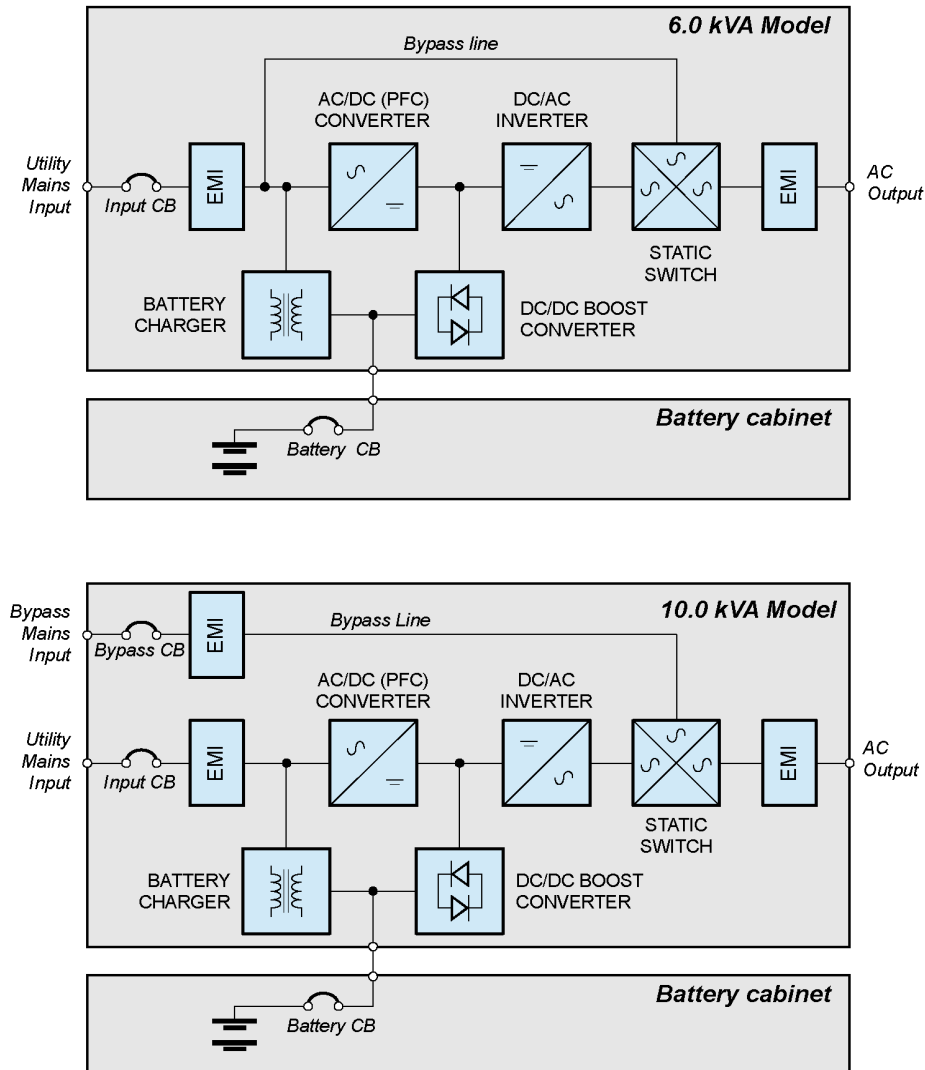 6.0 kVA Model
Bypass line
AC/DC (PFC)
CONVERTER
DC/AC
INVERTER
Utility
Mains
Input
Input CB
EMI
EMI
AC
Output
STATIC
SWITCH
BATTERY
CHARGER
DC/DC BOOST
CONVERTER
Battery cabinet
Battery CB
10.0 kVA Model
Bypass
Mains
Input
Bypass CB
EMI
Bypass Line
AC/DC (PFC)
CONVERTER
DC/AC
INVERTER
Utility
Mains
Input
Input CB
EMI
EMI
AC
Output
STATIC
SWITCH
BATTERY
CHARGER
DC/DC BOOST
CONVERTER
Battery cabinet
Battery CB